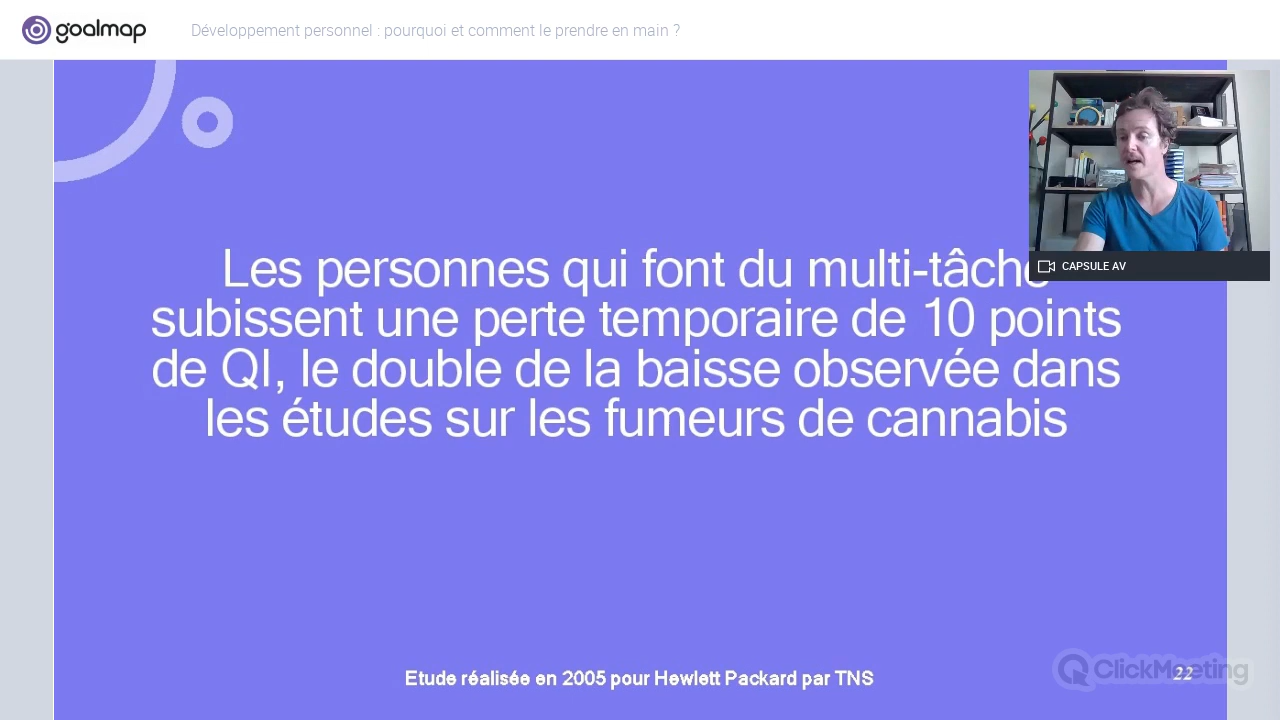 goalmap
Développement personnel : pourquoi et comment le prendre en main ?
CAPSULE AV
Les personnes qui font du multi-tâche
subissent une perte temporaire de 10 points
de QI, le double de la baisse observée dans
les études sur les fumeurs de cannabis
Etude réalisée en 2005 pour Hewlett Packard par TNS
ClickMeeting
22